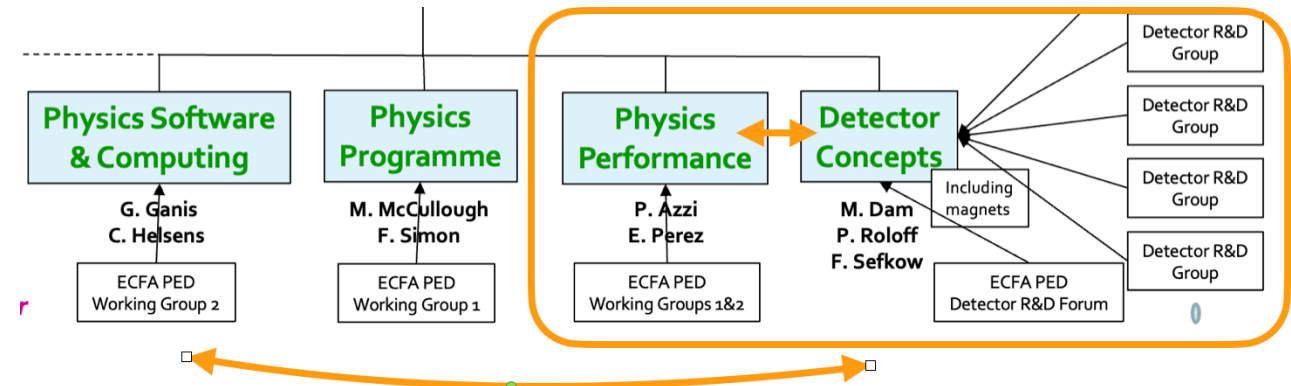 Physics Software
& Computing
G. Ganis
C. Helsens
ECFA PED
Working Group 2
Physics
Programme
M. McCullough
F. Simon
ECFA PED
Working Group 1
Physics
Performance
P. Azzi
E. Perez
ECFA PED
Working Groups 1&2
Detector
Concepts
Including
magnets
M. Dam
P. Roloff
F. Sefkow
ECFA PED
Detector R&D Forum
Detector R&D
Group
Detector R&D
Group
Detector R&D
Group
Detector R&D
Group
r